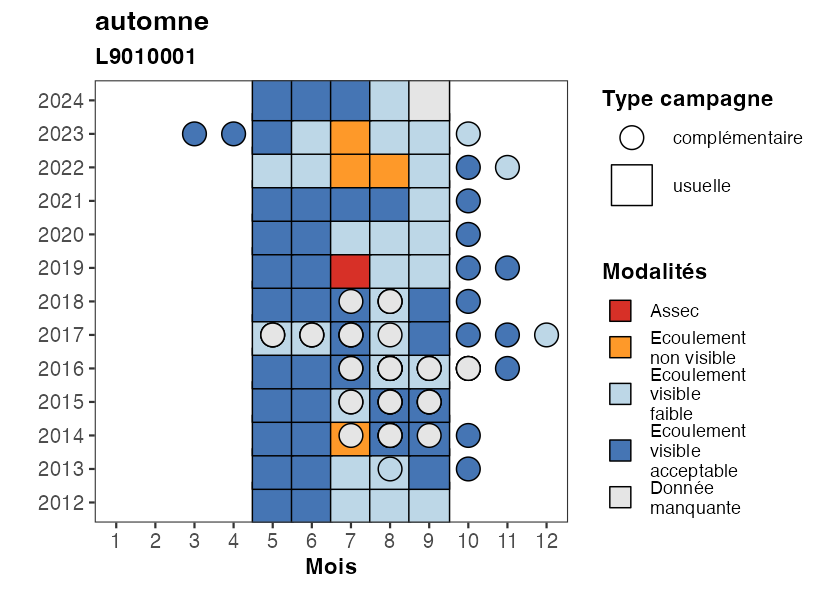 automne
L9010001
2024
2023
2022
2021
2020
2019
2018
2017
2016
2015
2014
2013
2012
1 2 3 4 5 6 7 8 9 10 11 12
Mois
Type campagne
complémentaire
usuelle
Modalités
Assec
Ecoulement
non visible
Ecoulement
visible
faible
Ecoulement
visible
acceptable
Donnée
manquante